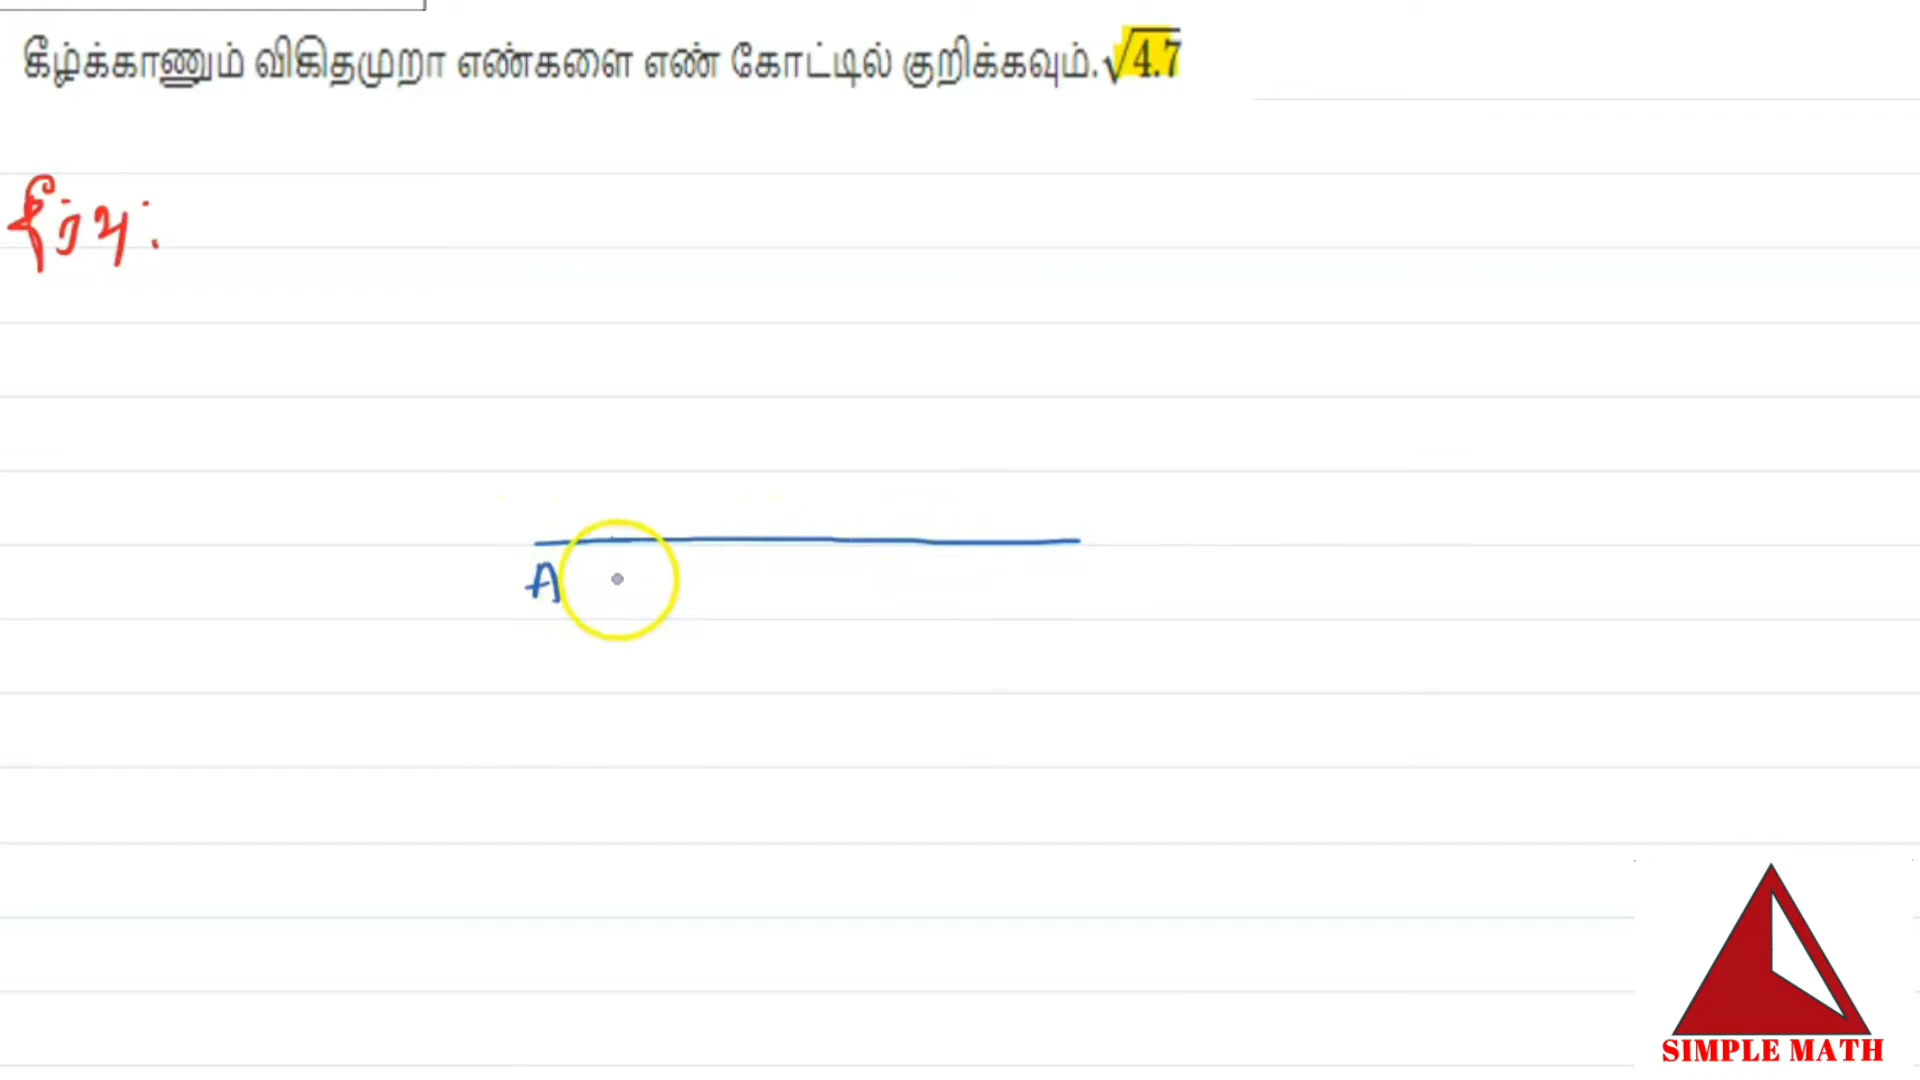 கீழ்க்காணும் விகிதமுறா எண்களை எண் கோட்டில் குறிக்கவும்.√4.7
தீர்வு:
A
SIMPLE MATH